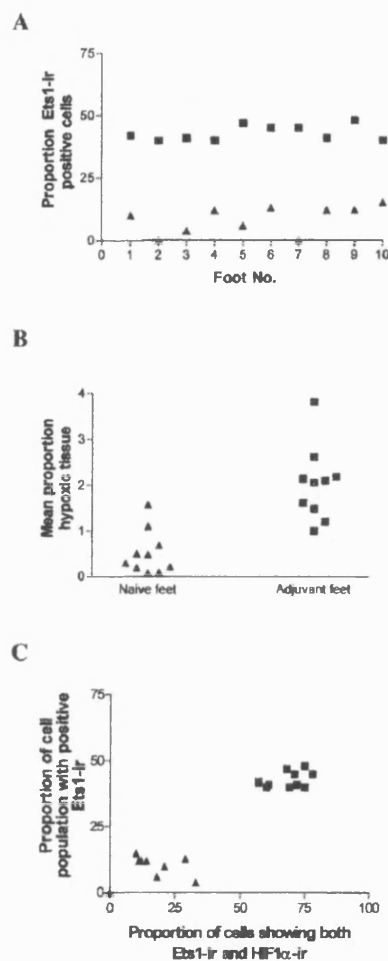 A
Proportion Ets1-ir
positive cells
75
50
25
0
0 1 2 3 4 5 6 7 8 9 10
Foot No.
B
Mean proportion
hypoxic tissue
4
3
2
1
0
Naive feet Adjuvant feet
C
Proportion of cell
population with positive
Ets1-ir
75
50
25
0
0 25 50 75 100
Proportion of cells showing both
Ets1-ir and HIF1α-ir